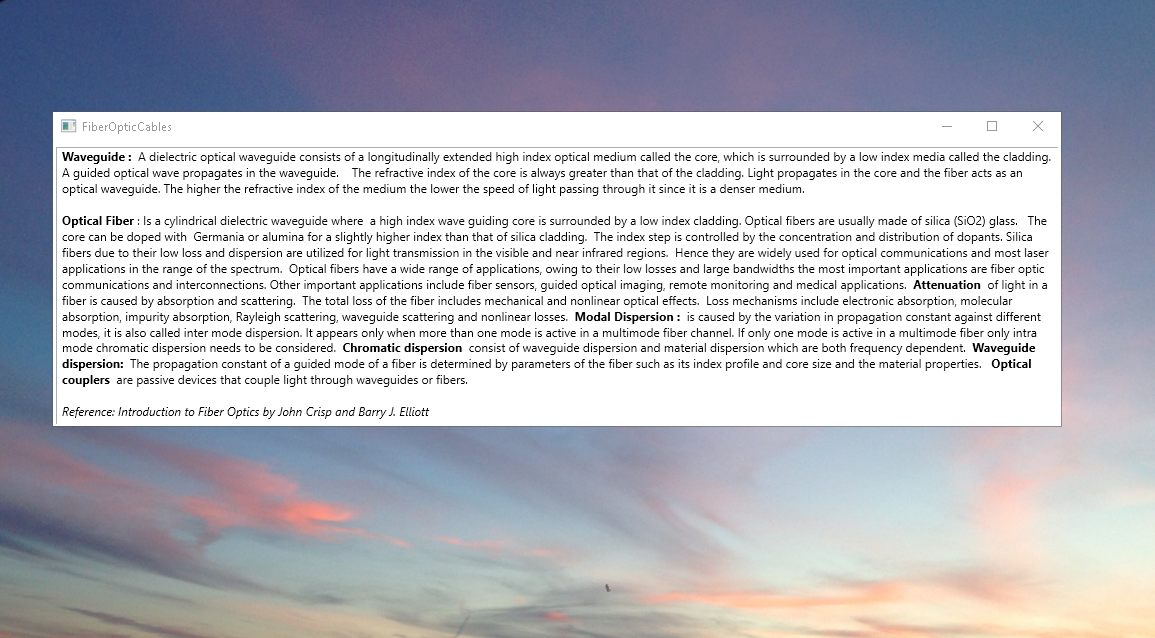 FiberOpticCables
Waveguide :  A dielectric optical waveguide consists of a longitudinally extended high index optical medium called the core, which is surrounded by a low index media called the cladding.
A guided optical wave propagates in the waveguide.    The refractive index of the core is always greater than that of the cladding. Light propagates in the core and the fiber acts as an
optical waveguide. The higher the refractive index of the medium the lower the speed of light passing through it since it is a denser medium.
Optical Fiber : Is a cylindrical dielectric waveguide where  a high index wave guiding core is surrounded by a low index cladding. Optical fibers are usually made of silica (SiO2) glass.   The
core can be doped with  Germania or alumina for a slightly higher index than that of silica cladding.  The index step is controlled by the concentration and distribution of dopants. Silica
fibers due to their low loss and dispersion are utilized for light transmission in the visible and near infrared regions.  Hence they are widely used for optical communications and most laser
applications in the range of the spectrum.  Optical fibers have a wide range of applications, owing to their low losses and large bandwidths the most important applications are fiber optic
communications and interconnections. Other important applications include fiber sensors, guided optical imaging, remote monitoring and medical applications.  Attenuation  of light in a
fiber is caused by absorption and scattering.  The total loss of the fiber includes mechanical and nonlinear optical effects.  Loss mechanisms include electronic absorption, molecular
absorption, impurity absorption, Rayleigh scattering, waveguide scattering and nonlinear losses.  Modal Dispersion :  is caused by the variation in propagation constant against different
modes, it is also called inter mode dispersion. It appears only when more than one mode is active in a multimode fiber channel. If only one mode is active in a multimode fiber only intra
mode chromatic dispersion needs to be considered.  Chromatic dispersion  consist of waveguide dispersion and material dispersion which are both frequency dependent.  Waveguide
dispersion:  The propagation constant of a guided mode of a fiber is determined by parameters of the fiber such as its index profile and core size and the material properties.   Optical
couplers  are passive devices that couple light through waveguides or fibers.
Reference: Introduction to Fiber Optics by John Crisp and Barry J. Elliott